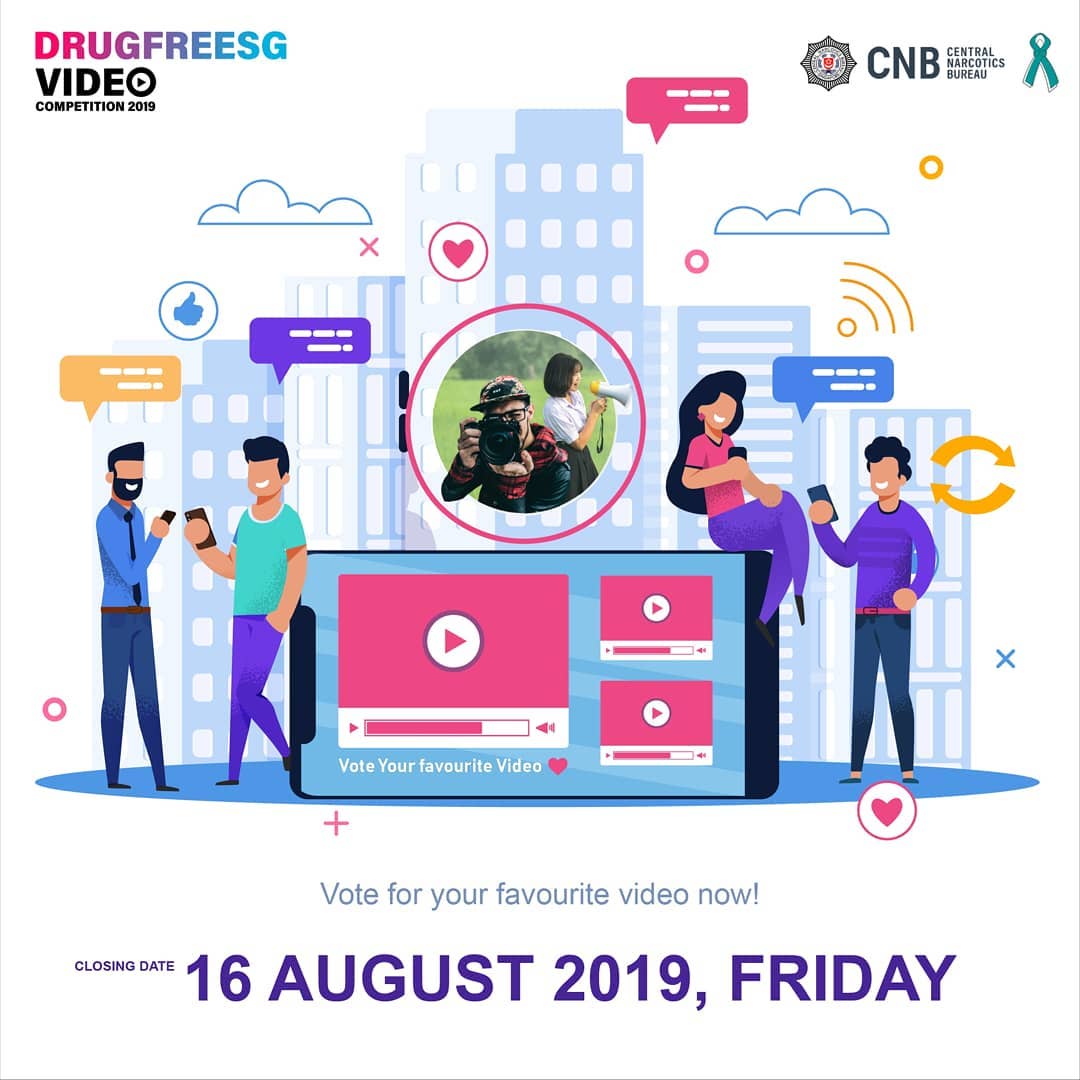 DRUGFREESG
VIDEO
COMPETITION 2019
CNB CENTRAL
NARCOTICS
BUREAU
Vote Your favourite Video
Vote for your favourite video now!
CLOSING DATE 16 AUGUST 2019, FRIDAY